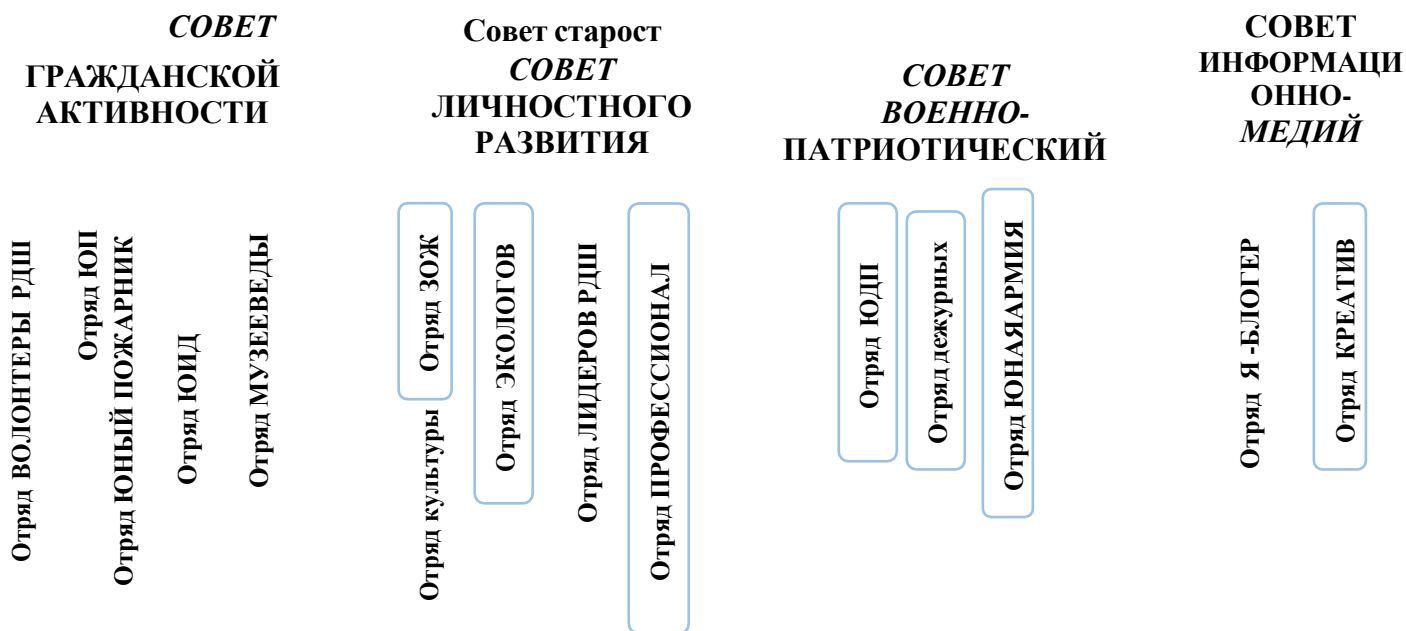 СОВЕТ
ГРАЖДАНСКОЙ
АКТИВНОСТИ
Совет старост
СОВЕТ
ЛИЧНОСТНОГО
РАЗВИТИЯ
СОВЕТ
ВОЕННО-
ПАТРИОТИЧЕСКИЙ
СОВЕТ
ИНФОРМАЦИ
ОННО-
МЕДИЙ
Отряд ВОЛОНТЕРЫ РДШ
Отряд ЮП
Отряд ЮНЫЙ ПОЖАРНИК
Отряд ЮИД
Отряд МУЗЕЕВЕДЫ
Отряд культуры
Отряд ЗОЖ
Отряд ЭКОЛОГОВ
Отряд ЛИДЕРОВ РДШ
Отряд ПРОФЕССИОНАЛ
Отряд ЮДП
Отряд дежурных
Отряд ЮНАЯАРМИЯ
Отряд Я -БЛОГЕР
Отряд КРЕАТИВ